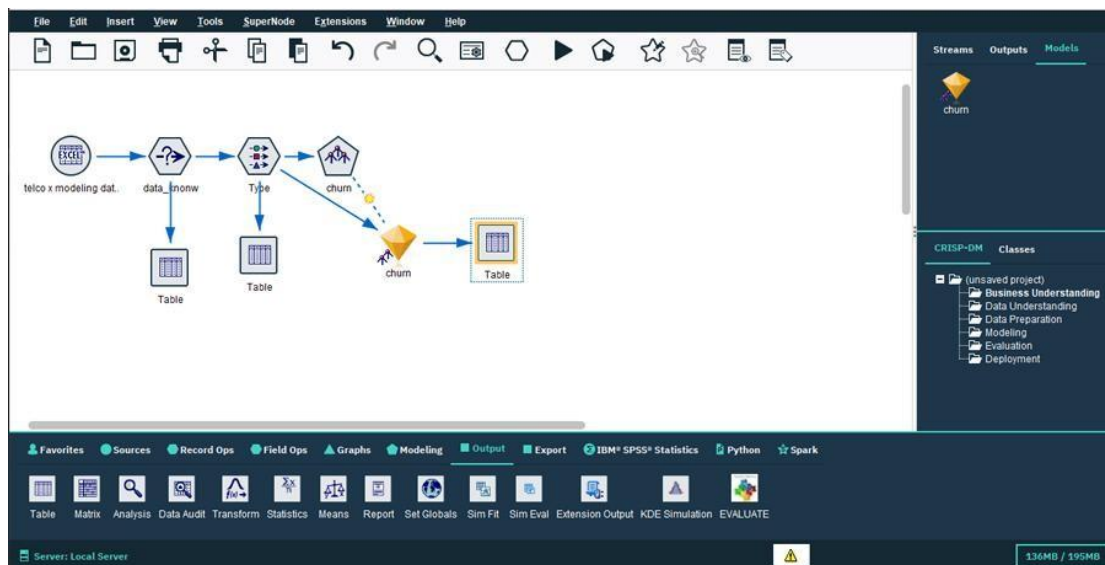 File Edit Insert View Tools SuperNode Extensions Window Help
Streams Outputs Models
churn
EXCEL
telco x modeling dat..
data_knonw
Type
churn
Table
Table
churn
Table
CRISP-DM Classes
(unsaved project)
Business Understanding
Data Understanding
Data Preparation
Modeling
Evaluation
Deployment
Favorites Sources Record Ops Field Ops Graphs Modeling Output Export IBM® SPSS® Statistics Python Spark
Table Matrix Analysis Data Audit Transform Statistics Means Report Set Globals Sim Fit Sim Eval Extension Output KDE Simulation EVALUATE
Server: Local Server
136MB / 195MB